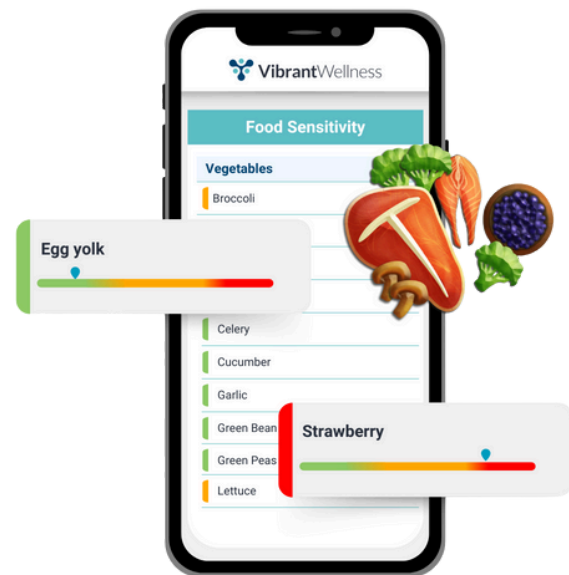 VibrantWellness
Food Sensitivity
Vegetables
Broccoli
Egg yolk
Celery
Cucumber
Garlic
Green Bean
Strawberry
Green Peas
Lettuce